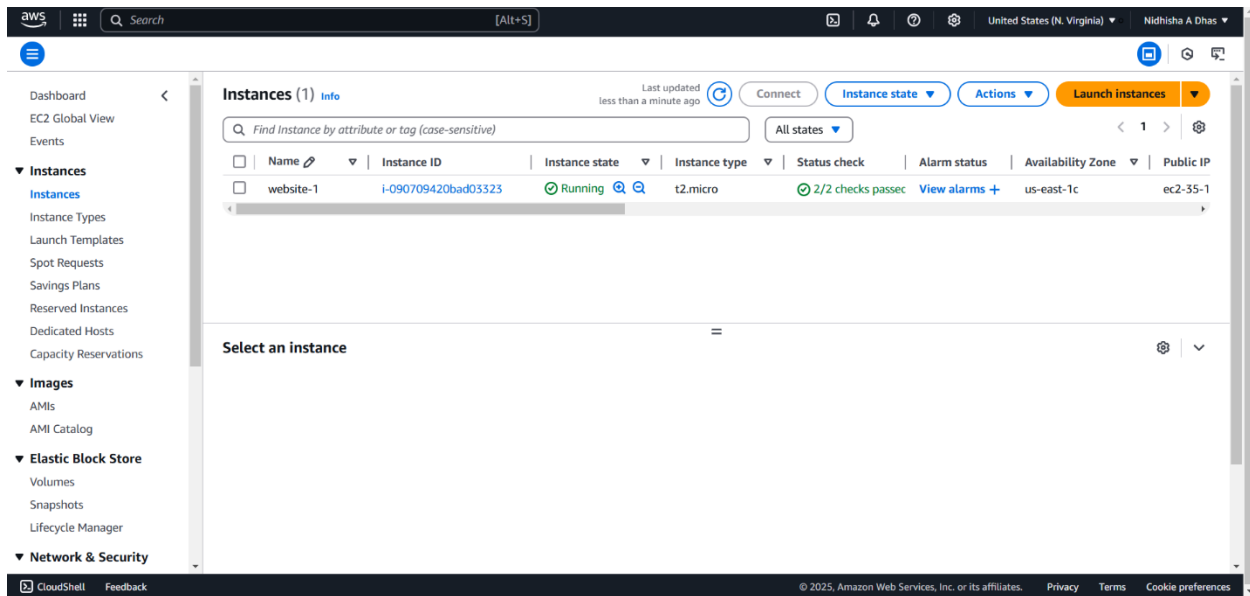 aws Search [Alt+S] United States (N. Virginia) Nidhisha A Dhas
Dashboard
EC2 Global View
Events
Instances
Instances
Instance Types
Launch Templates
Spot Requests
Savings Plans
Reserved Instances
Dedicated Hosts
Capacity Reservations
Images
AMIs
AMI Catalog
Elastic Block Store
Volumes
Snapshots
Lifecycle Manager
Network & Security
Instances (1) Info
Last updated
less than a minute ago
Connect Instance state Actions Launch instances
Find Instance by attribute or tag (case-sensitive) All states 1
Name Instance ID Instance state Instance type Status check Alarm status Availability Zone Public IP
website-1 i-090709420bad03323 Running t2.micro 2/2 checks passec View alarms + us-east-1c ec2-35-1
Select an instance
CloudShell Feedback © 2025, Amazon Web Services, Inc. or its affiliates. Privacy Terms Cookie preferences